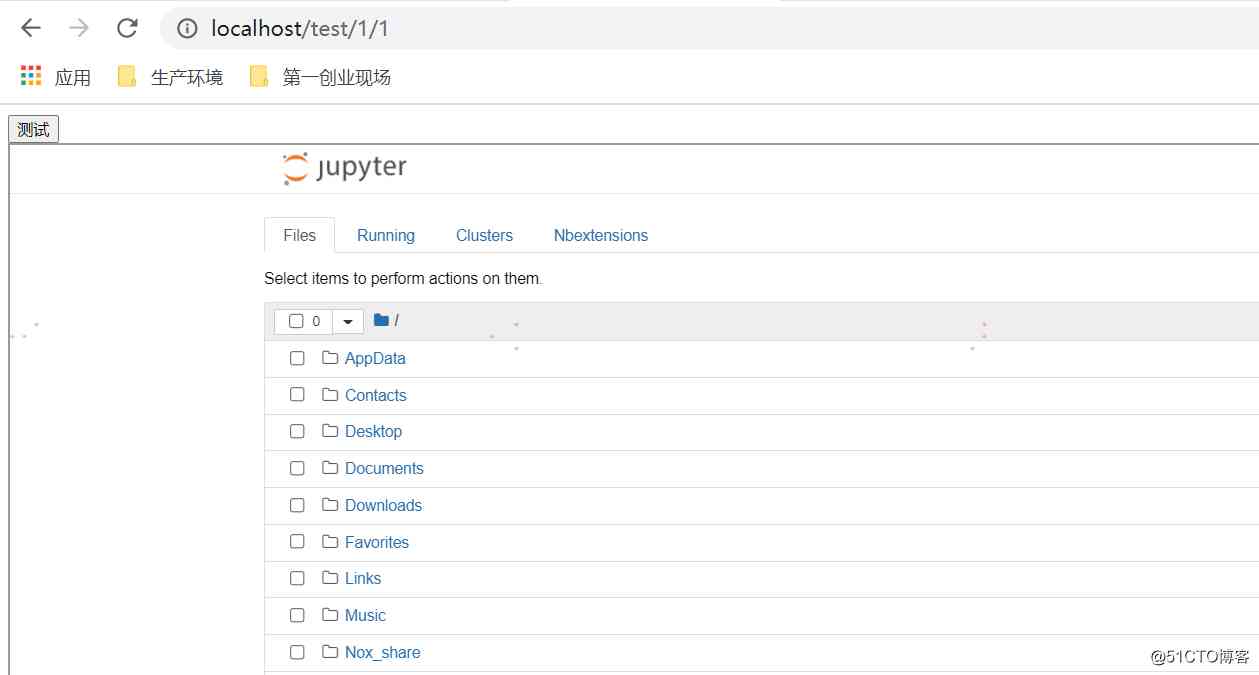 localhost/test/1/1
应用 生产环境 第一创业现场
测试
jupyter
Files Running Clusters Nbextensions
Select items to perform actions on them.
0 /
AppData
Contacts
Desktop
Documents
Downloads
Favorites
Links
Music
Nox_share
@51CTO博客